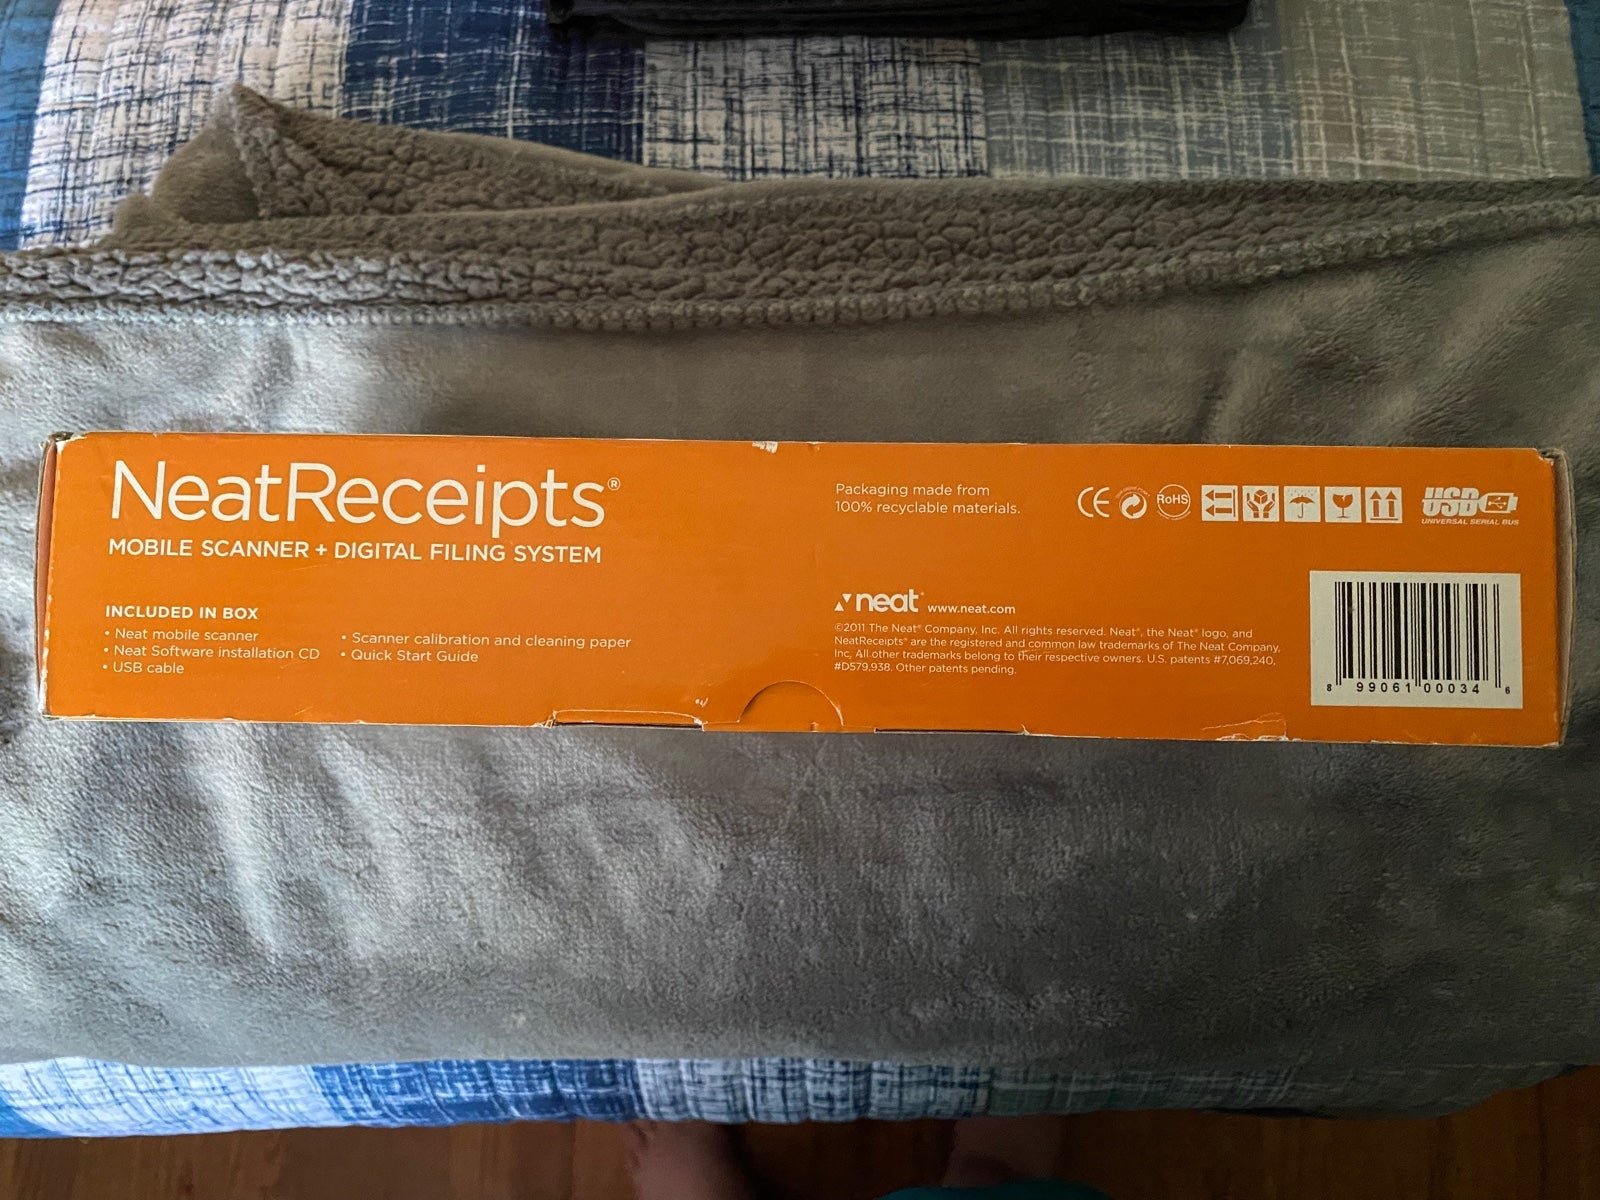 NeatReceipts®
MOBILE SCANNER + DIGITAL FILING SYSTEM
INCLUDED IN BOX
• Neat mobile scanner
• Neat Software installation CD
• USB cable
• Scanner calibration and cleaning paper
• Quick Start Guide
Packaging made from
100% recyclable materials.
CE
RoHS
USB
UNIVERSAL SERIAL BUS
neat® www.neat.com
©2011 The Neat® Company, Inc. All rights reserved. Neat®, the Neat® logo, and
NeatReceipts® are the registered and common law trademarks of The Neat Company,
Inc, All other trademarks belong to their respective owners. U.S. patents #7,069,240,
#D579,938. Other patents pending.
8 99061 00034 6